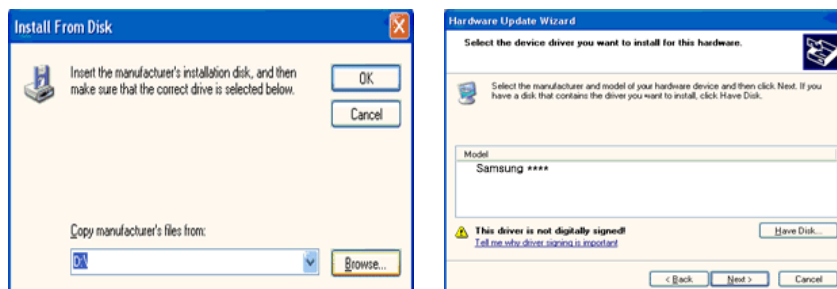 Install From Disk
Insert the manufacturer's installation disk, and then
make sure that the correct drive is selected below.
OK
Cancel
Copy manufacturer's files from:
D:\
Browse...
Hardware Update Wizard
Select the device driver you want to install for this hardware.
Select the manufacturer and model of your hardware device and then click Next. If you
have a disk that contains the driver you want to install, click Have Disk.
Model
Samsung ****
This driver is not digitally signed!
Tell me why driver signing is important
Have Disk...
< Back
Next >
Cancel